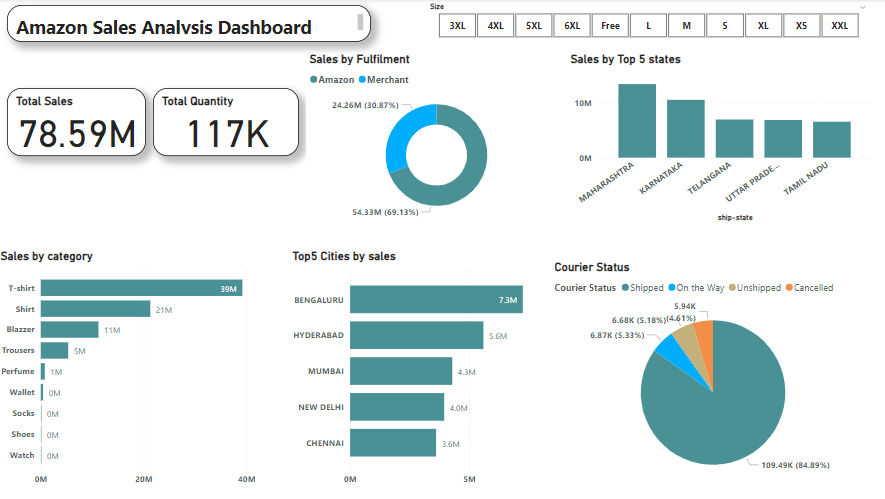 Amazon Sales Analvsis Dashboard
Size
3XL 4XL 5XL 6XL Free L M S XL XS XXL
Total Sales
78.59M
Total Quantity
117K
Sales by Fulfilment
Amazon Merchant
24.26M (30.87%)
54.33M (69.13%)
Sales by Top 5 states
10M
0M
MAHARASHTRA
KARNATAKA
TELANGANA
UTTAR PRADE...
TAMIL NADU
ship-state
Sales by category
T-shirt 39M
Shirt 21M
Blazzer 11M
Trousers 5M
Perfume 1M
Wallet 0M
Socks 0M
Shoes 0M
Watch 0M
0M 20M 40M
Top5 Cities by sales
BENGALURU 7.3M
HYDERABAD 5.6M
MUMBAI 4.3M
NEW DELHI 4.0M
CHENNAI 3.6M
0M 5M
Courier Status
Courier Status Shipped On the Way Unshipped Cancelled
5.94K
(4.61%)
6.68K (5.18%)
6.87K (5.33%)
109.49K (84.89%)